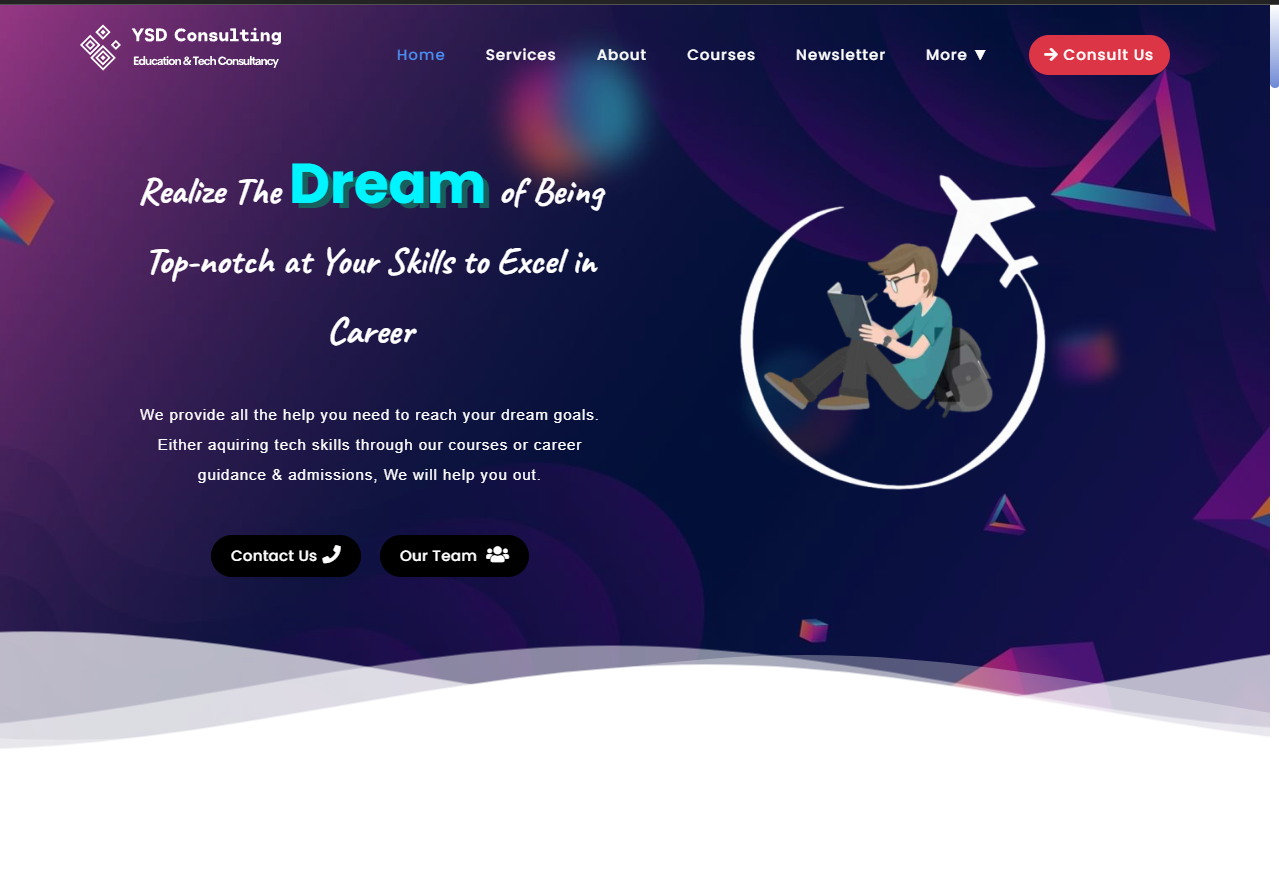 YSD Consulting
Education & Tech Consultancy
Home Services About Courses Newsletter More ▼ Consult Us
Realize The Dream of Being
Top-notch at Your Skills to Excel in
Career
We provide all the help you need to reach your dream goals.
Either aquiring tech skills through our courses or career
guidance & admissions, We will help you out.
Contact Us Our Team